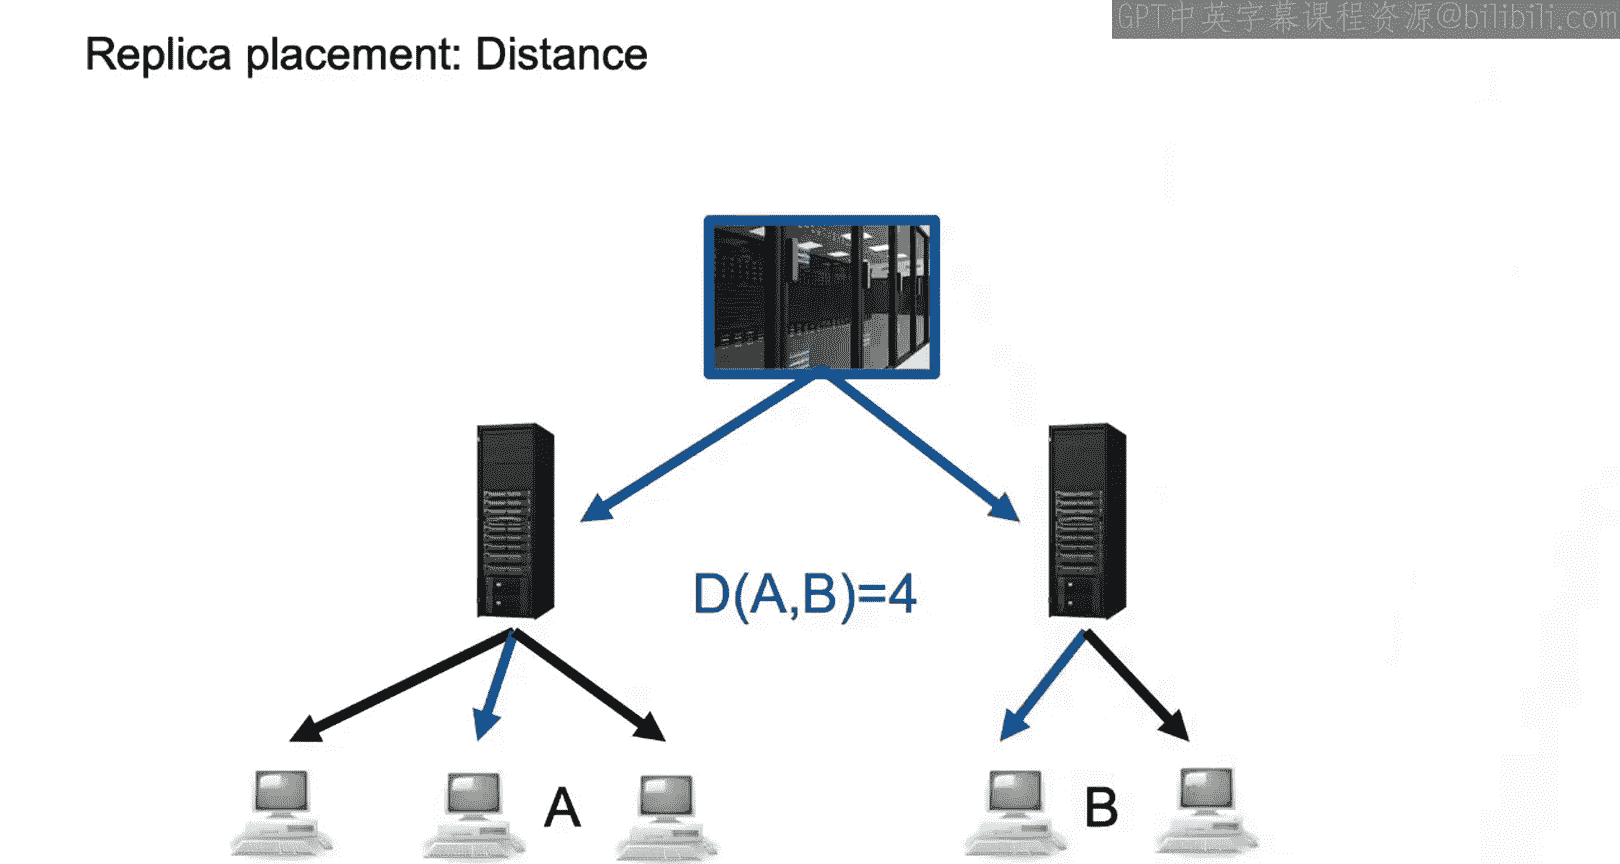 GPT中英字幕课程资源@bilibili.com
Replica placement: Distance
D(A,B)=4
A
B